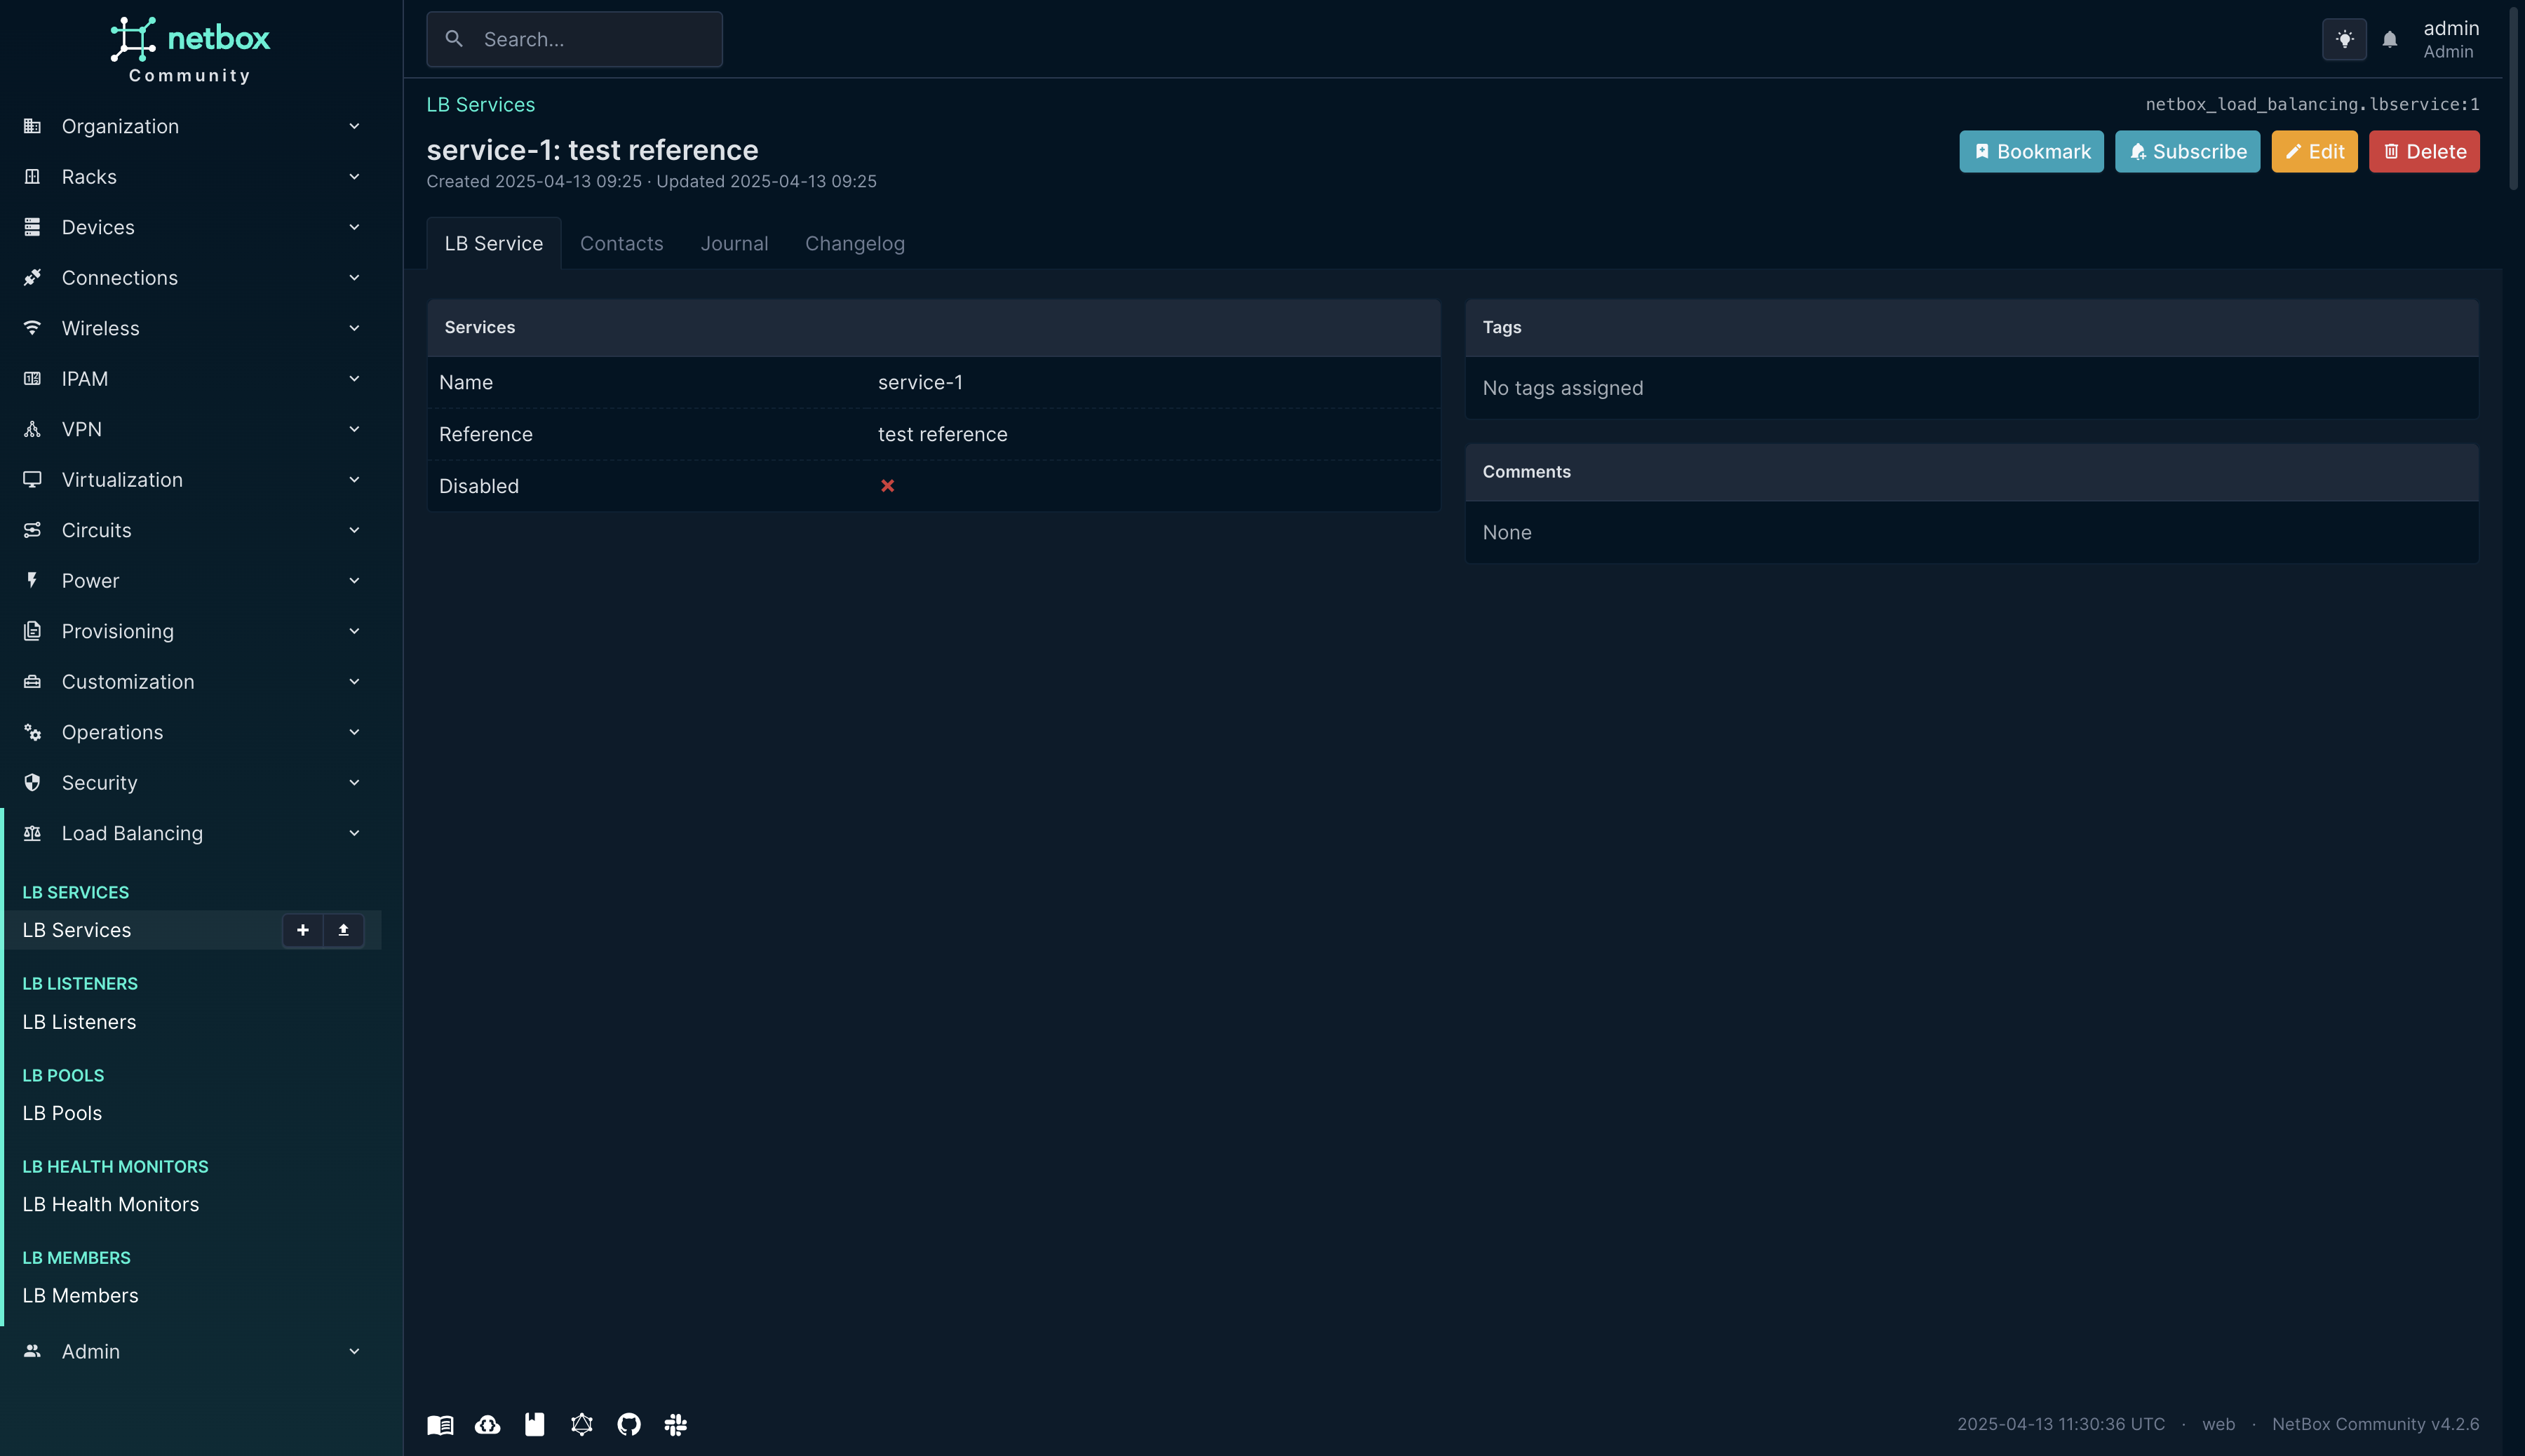 netbox
Community
Organization
Racks
Devices
Connections
Wireless
IPAM
VPN
Virtualization
Circuits
Power
Provisioning
Customization
Operations
Security
Load Balancing
LB SERVICES
LB Services
LB LISTENERS
LB Listeners
LB POOLS
LB Pools
LB HEALTH MONITORS
LB Health Monitors
LB MEMBERS
LB Members
Admin
Search...
admin
Admin
LB Services
netbox_load_balancing.lbservice:1
service-1: test reference
Created 2025-04-13 09:25 · Updated 2025-04-13 09:25
Bookmark Subscribe Edit Delete
LB Service Contacts Journal Changelog
Services
Name service-1
Reference test reference
Disabled
Tags
No tags assigned
Comments
None
2025-04-13 11:30:36 UTC · web · NetBox Community v4.2.6